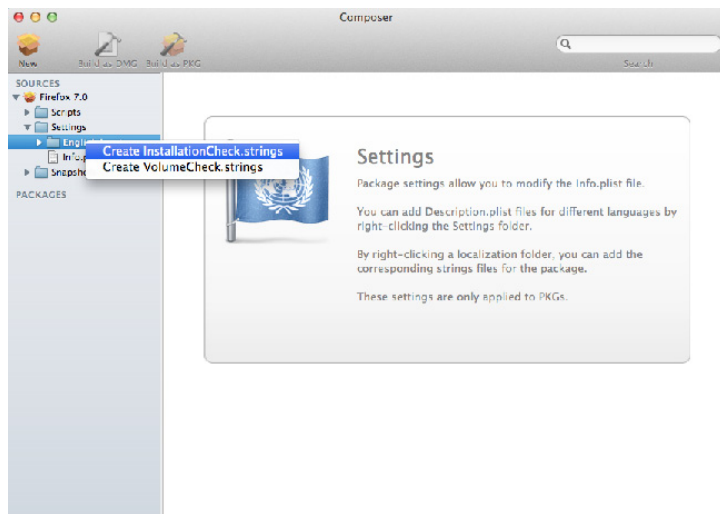 Composer
New
Build as DMG
Build as PKG
Search
SOURCES
Firefox 7.0
Scripts
Settings
Create InstallationCheck.strings
Create VolumeCheck.strings
PACKAGES
Settings
Package settings allow you to modify the Info.plist file.
You can add Description.plist files for different languages by
right-clicking the Settings folder.
By right-clicking a localization folder, you can add the
corresponding strings files for the package.
These settings are only applied to PKGs.